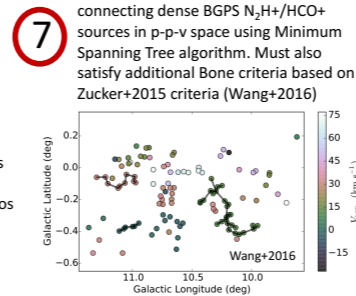 connecting dense BGPS N₂H+/HCO+
7
sources in p-p-v space using Minimum
Spanning Tree algorithm. Must also
satisfy additional Bone criteria based on
Zucker+2015 criteria (Wang+2016)
s
os
Galactic Latitude (deg)
0.2
0.0
−0.2
−0.4
−0.6
11.0
10.5
10.0
Galactic Longitude (deg)
Wang+2016
75
60
45
30
15
0
−15
(km s⁻¹)